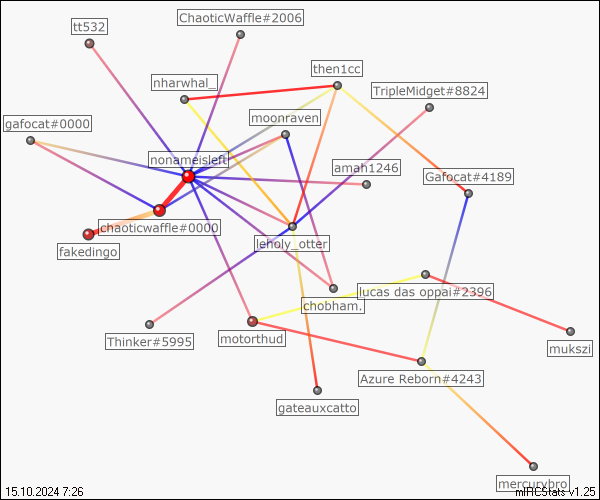 ChaoticWaffle#2006
tt532
then1cc
nharwhal_
TripleMidget#8824
moonraven
gafocat#0000
nonameisleft
amah1246
Gafocat#4189
chaoticwaffle#0000
leholy_otter
fakedingo
lucas das oppai#2396
chobham.
Thinker#5995
motorthud
mukszi
Azure Reborn#4243
gateauxcatto
mercurybro
15.10.2024 7:26
mIRCStats v1.25